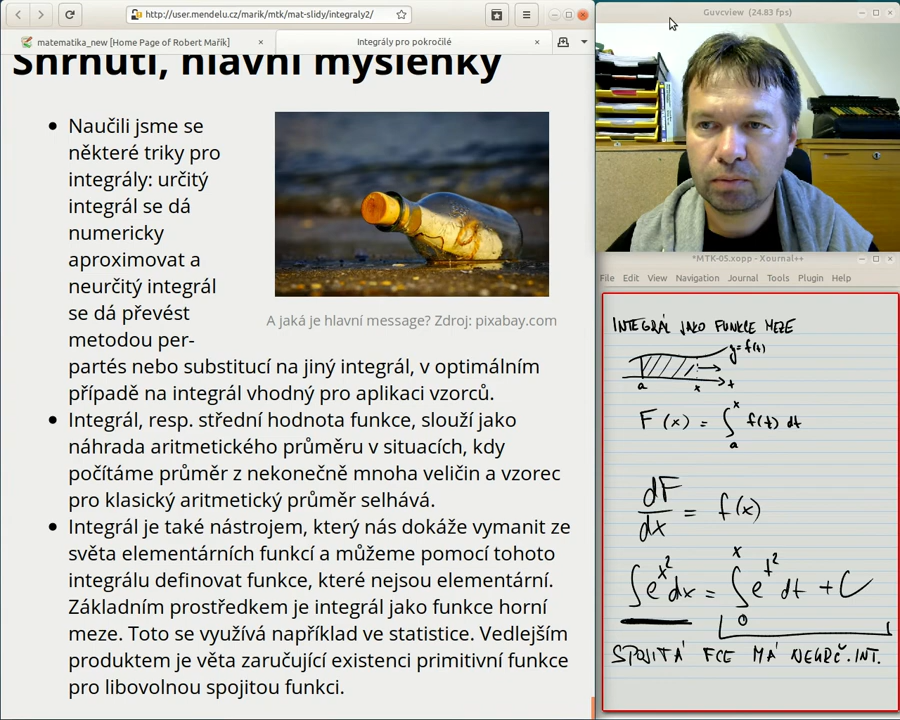 http://user.mendelu.cz/marik/mtk/mat-slidy/integraly2/
matematika_new [Home Page of Robert Mařík]
Integrály pro pokročilé
Shrnutí, hlavní myšlenky
Naučili jsme se
některé triky pro
integrály: určitý
integrál se dá
numericky
aproximovat a
neurčitý integrál
se dá převést
metodou per-
partés nebo substitucí na jiný integrál, v optimálním
případě na integrál vhodný pro aplikaci vzorců.
A jaká je hlavní message? Zdroj: pixabay.com
Integrál, resp. střední hodnota funkce, slouží jako
náhrada aritmetického průměru v situacích, kdy
počítáme průměr z nekonečně mnoha veličin a vzorec
pro klasický aritmetický průměr selhává.
Integrál je také nástrojem, který nás dokáže vymanit ze
světa elementárních funkcí a můžeme pomocí tohoto
integrálu definovat funkce, které nejsou elementární.
Základním prostředkem je integrál jako funkce horní
meze. Toto se využívá například ve statistice. Vedlejším
produktem je věta zaručující existenci primitivní funkce
pro libovolnou spojitou funkci.
Guvcview (24.83 fps)
*MTK-05.xopp - Xournal++
File Edit View Navigation Journal Tools Plugin Help
INTEGRÁL JAKO FUNKCE MEZE
y=f(t)
a x t
F(x) = ∫ₐˣ f(t) dt
dF/dx = f(x)
∫e^x² dx = ∫₀ˣ e^t² dt + C
SPOJITÁ FCE MÁ NEURČ. INT.